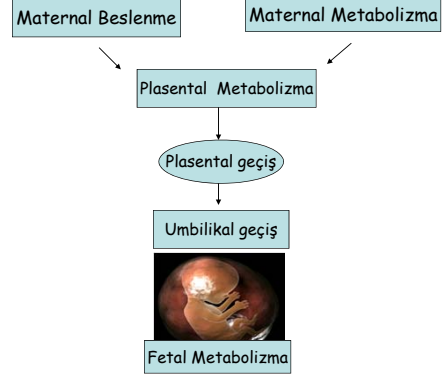 Maternal Beslenme
Maternal Metabolizma
Plasental Metabolizma
Plasental geçiş
Umbilikal geçiş
Fetal Metabolizma